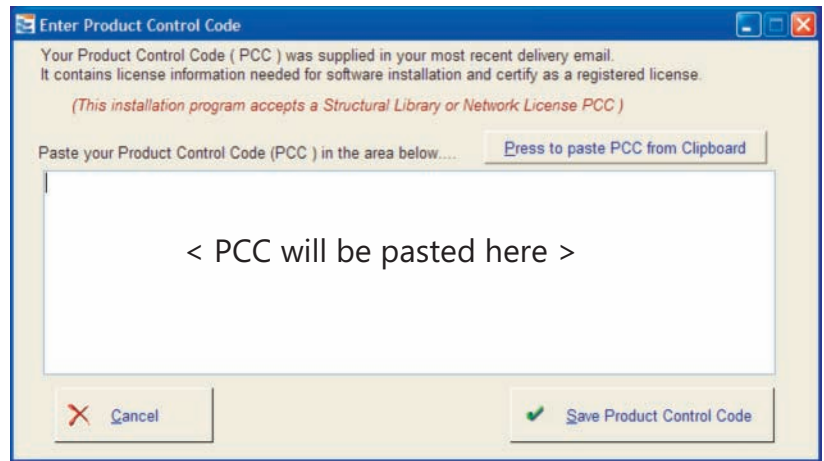 Enter Product Control Code
Your Product Control Code ( PCC ) was supplied in your most recent delivery email.
It contains license information needed for software installation and certify as a registered license.
(This installation program accepts a Structural Library or Network License PCC )
Paste your Product Control Code (PCC ) in the area below.... Press to paste PCC from Clipboard
< PCC will be pasted here >
Cancel Save Product Control Code